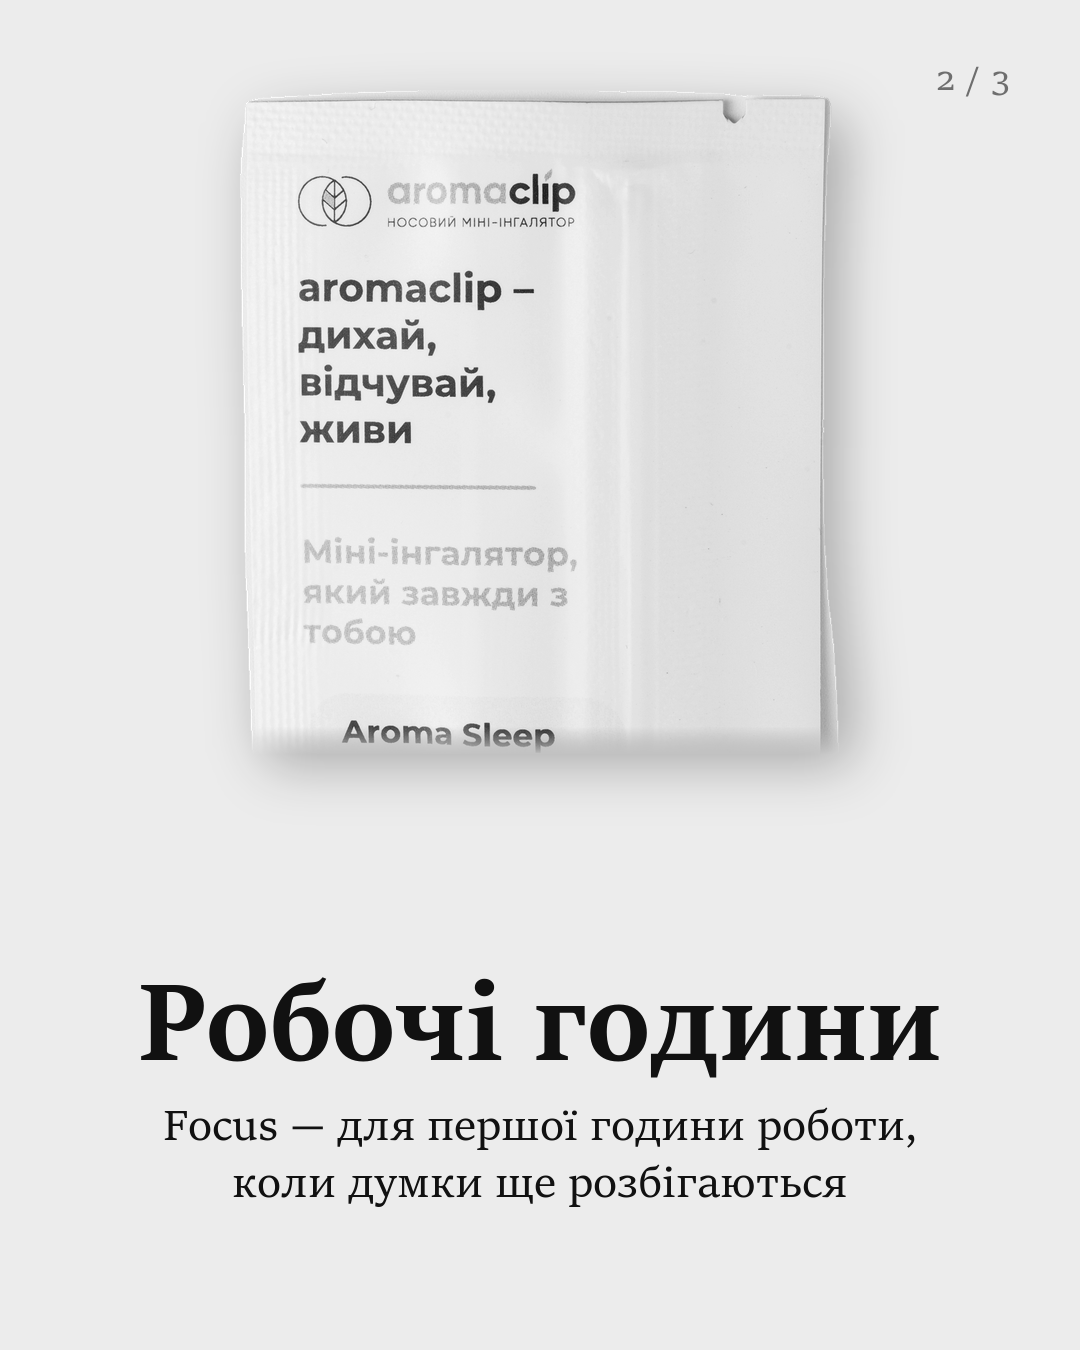 2 / 3
aromaclip
НОСОВИЙ МІНІ-ІНГАЛЯТОР
aromaclip –
дихай,
відчувай,
живи
Міні-інгалятор,
який завжди з
тобою
Aroma Sleep
Робочі години
Focus — для першої години роботи,
коли думки ще розбігаються